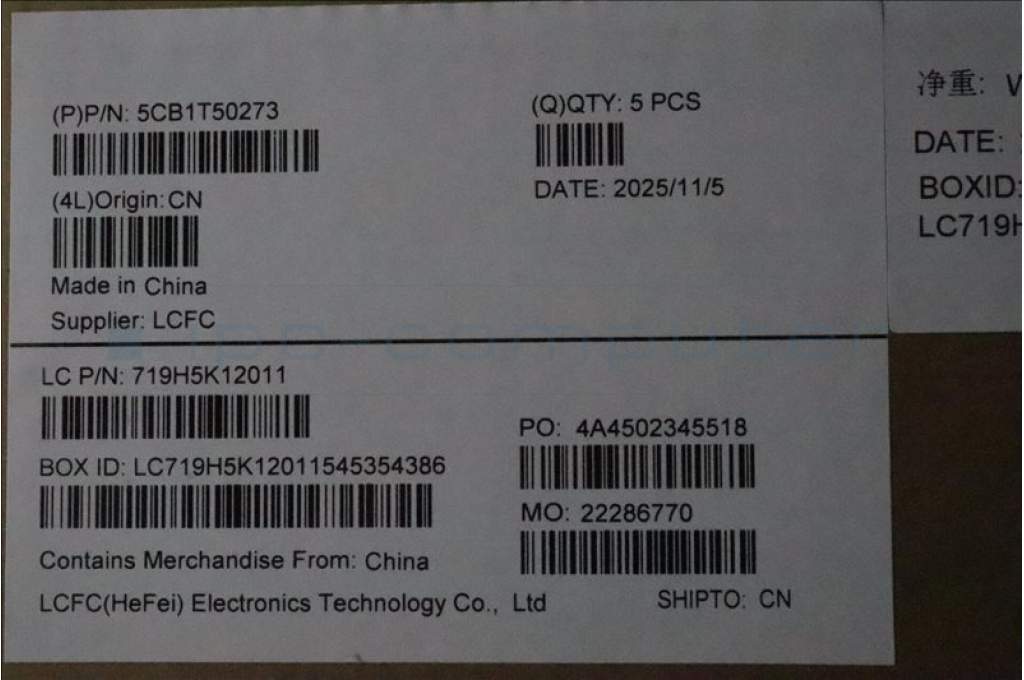 (P)P/N: 5CB1T50273
(Q)QTY: 5 PCS
DATE: 2025/11/5
(4L)Origin:CN
Made in China
Supplier: LCFC
LC P/N: 719H5K12011
PO: 4A4502345518
BOX ID: LC719H5K12011545354386
MO: 22286770
Contains Merchandise From: China
LCFC(HeFei) Electronics Technology Co., Ltd
SHIPTO: CN
净重:
DATE:
BOXID:
LC719H